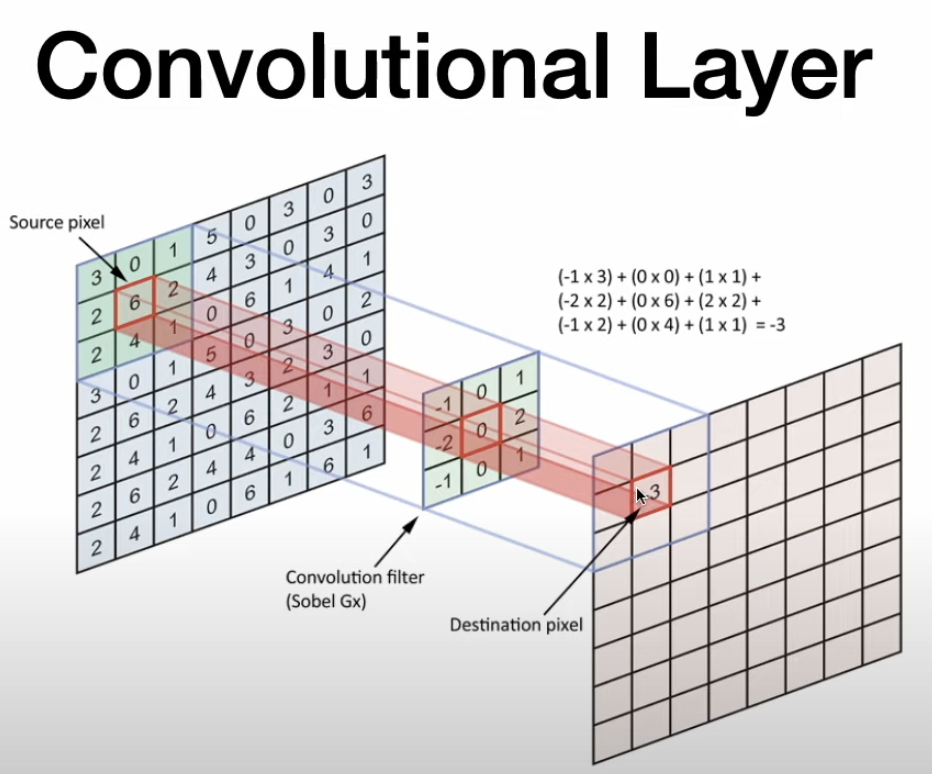 Convolutional Layer
Source pixel
3 0 1 5 0 3 0 3
2 6 2 4 3 0 3 0
2 4 1 0 6 1 4 1
3 0 1 5 0 3 0 2
2 6 2 4 3 2 3 0
2 4 1 0 6 2 1 1
2 6 2 4 4 0 3 6
2 4 1 0 6 1 6 1
(-1 x 3) + (0 x 0) + (1 x 1) +
(-2 x 2) + (0 x 6) + (2 x 2) +
(-1 x 2) + (0 x 4) + (1 x 1) = -3
-1 0 1
-2 0 2
-1 0 1
-3
Convolution filter
(Sobel Gx)
Destination pixel